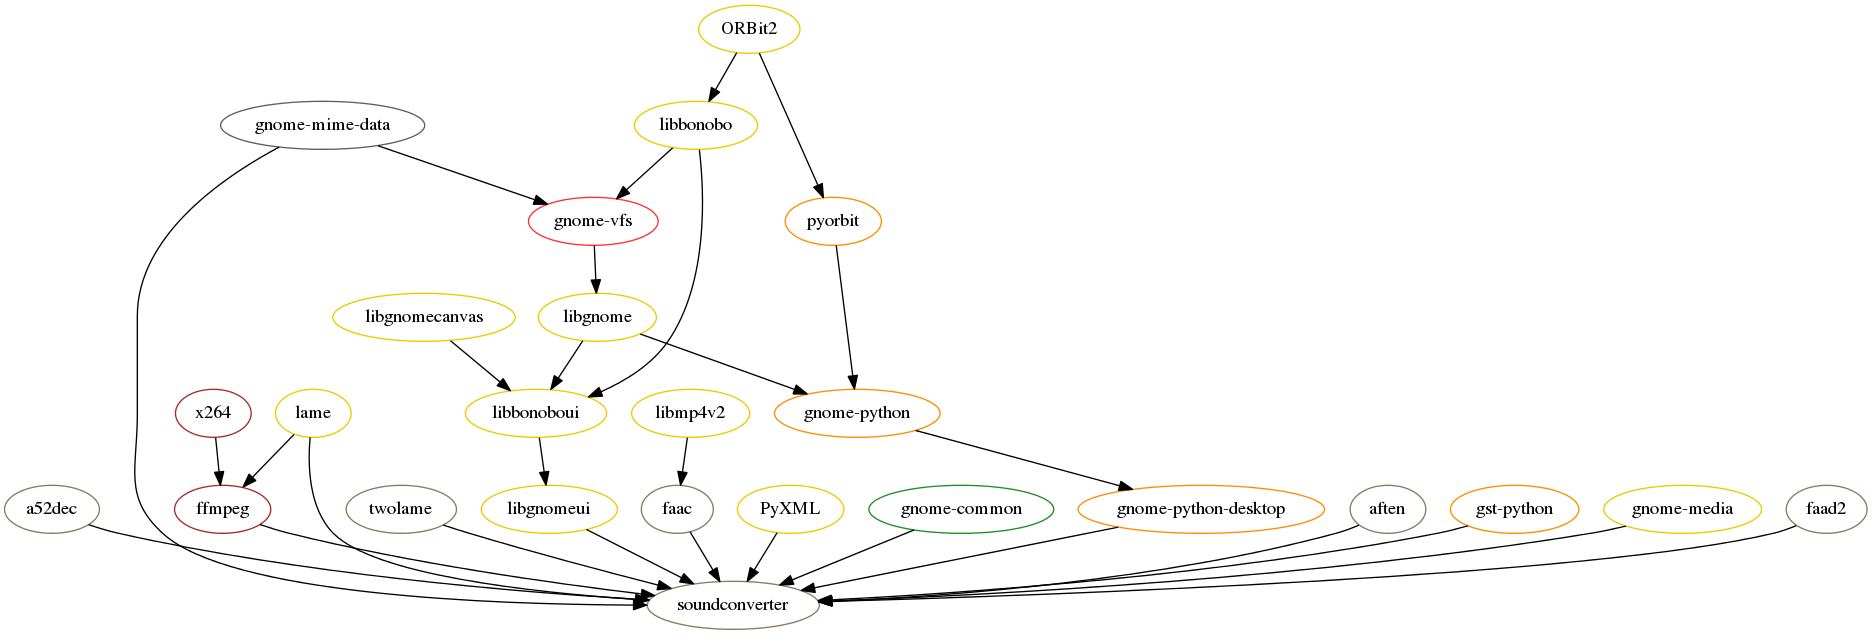 ORBit2
gnome-mime-data
libbonobo
gnome-vfs
pyorbit
libgnomecanvas
libgnome
x264
lame
libbonoboui
libmp4v2
gnome-python
a52dec
ffmpeg
twolame
libgnomeui
faac
PyXML
gnome-common
gnome-python-desktop
aften
gst-python
gnome-media
faad2
soundconverter